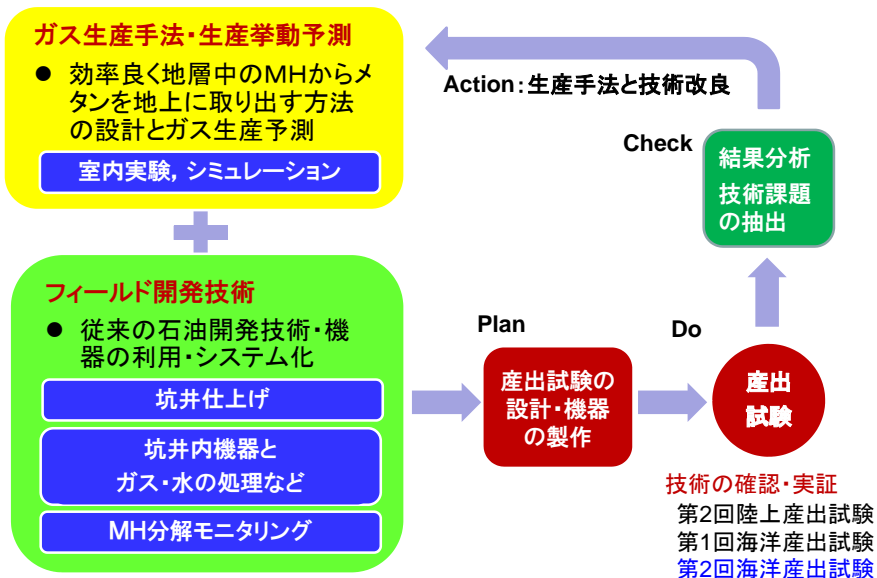 ガス生産手法・生産挙動予測
● 効率良く地層中のMHからメ
タンを地上に取り出す方法
の設計とガス生産予測
室内実験, シミュレーション
フィールド開発技術
● 従来の石油開発技術・機
器の利用・システム化
坑井仕上げ
坑井内機器と
ガス・水の処理など
MH分解モニタリング
Plan
産出試験の
設計・機器
の製作
Do
産出
試験
技術の確認・実証
第2回陸上産出試験
第1回海洋産出試験
第2回海洋産出試験
Check
結果分析
技術課題
の抽出
Action：生産手法と技術改良